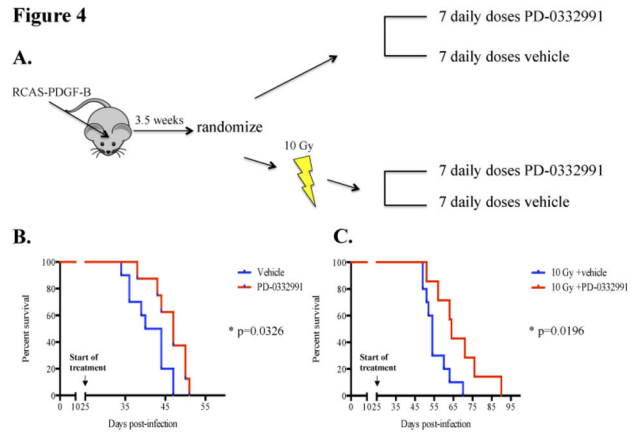 Figure 4
A.
RCAS-PDGF-B
3.5 weeks
randomize
7 daily doses PD-0332991
7 daily doses vehicle
10 Gy
7 daily doses PD-0332991
7 daily doses vehicle
B.
Percent survival
100
80
60
40
20
0
Start of
treatment
0 1025 35 45 55
Days post-infection
Vehicle
PD-0332991
* p=0.0326
C.
Percent survival
100
80
60
40
20
0
Start of
treatment
0 1025 35 45 55 65 75 85 95
Days post-infection
10 Gy +vehicle
10 Gy +PD-0332991
* p=0.0196